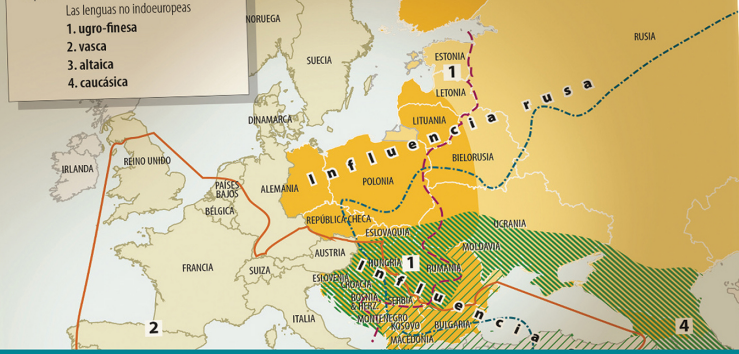 Las lenguas no indoeuropeas
1. ugro-finesa
2. vasca
3. altaica
4. caucásica
NORUEGA
SUECIA
RUSIA
ESTONIA
1
LETONIA
DINAMARCA
LITUANIA
Influencia rusa
IRLANDA
REINO UNIDO
BIELORUSIA
PAÍSES
BAJOS
ALEMANIA
POLONIA
BÉLGICA
REPÚBLICA CHECA
UCRANIA
ESLOVAQUIA
MOLDAVIA
AUSTRIA
FRANCIA
SUIZA
HUNGRIA
1
RUMANIA
ESLOVENIA
CROACIA
Influencia
BOSNIA
& HERZ.
SERBIA
ITALIA
MONTENEGRO
KOSOVO
BULGARIA
MACEDONIA
2
4